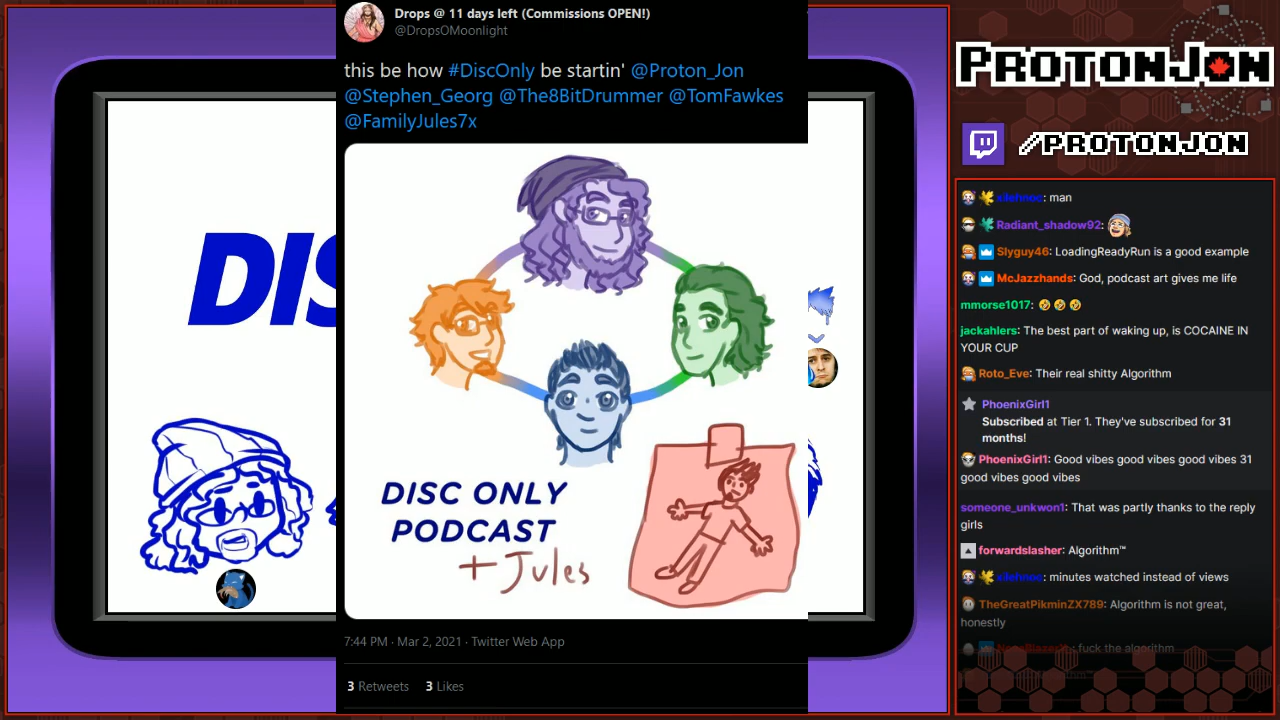 Drops @ 11 days left (Commissions OPEN!)
@DropsOMoonlight
this be how #DiscOnly be startin' @Proton_Jon
@Stephen_Georg @The8BitDrummer @TomFawkes
@FamilyJules7x
DIS
DISC ONLY
PODCAST
+Jules
7:44 PM · Mar 2, 2021 · Twitter Web App
3 Retweets 3 Likes
PROTONJON
/PROTONJON
xilehnoc: man
Radiant_shadow92:
Slyguy46: LoadingReadyRun is a good example
McJazzhands: God, podcast art gives me life
mmorse1017: 🤣🤣🤣
jackahlers: The best part of waking up, is COCAINE IN
YOUR CUP
Roto_Eve: Their real shitty Algorithm
PhoenixGirl1
Subscribed at Tier 1. They've subscribed for 31
months!
PhoenixGirl1: Good vibes good vibes good vibes 31
good vibes good vibes
someone_unkwon1: That was partly thanks to the reply
girls
forwardslasher: Algorithm™
xilehnoc: minutes watched instead of views
TheGreatPikminZX789: Algorithm is not great,
honestly
: fuck the algorithm